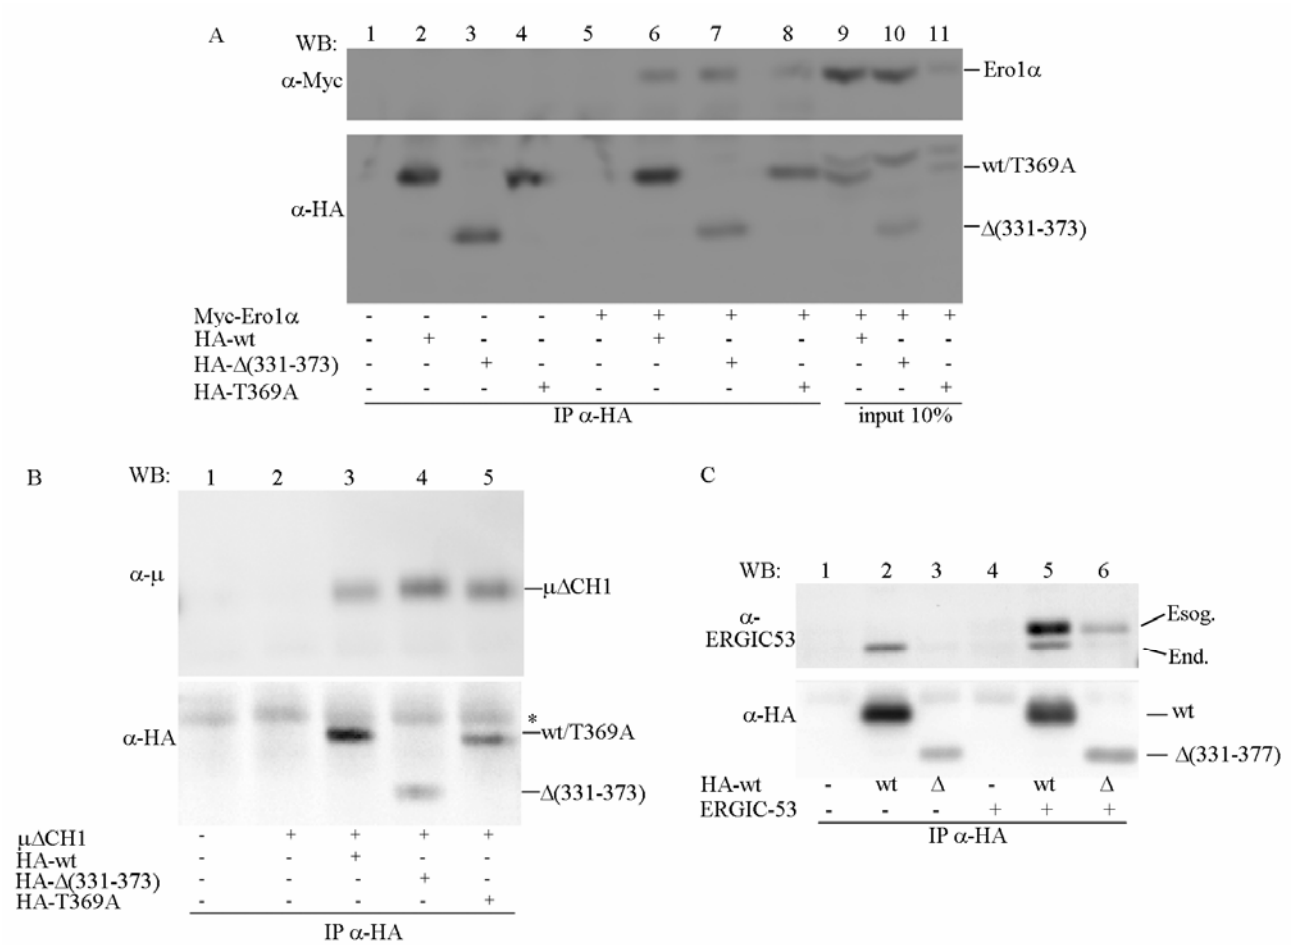 A
WB: 1 2 3 4 5 6 7 8 9 10 11
α-Myc
Ero1α
wt/T369A
α-HA
Δ(331-373)
Myc-Ero1α - - - - + + + + + + +
HA-wt - + - - - + - - + - -
HA-Δ(331-373) - - + - - - + - - + -
HA-T369A - - - + - - - + - - +
IP α-HA input 10%
B
WB: 1 2 3 4 5
α-μ
μΔCH1
*
α-HA
wt/T369A
Δ(331-373)
μΔCH1 - + + + +
HA-wt - - + - -
HA-Δ(331-373) - - - + -
HA-T369A - - - - +
IP α-HA
C
WB: 1 2 3 4 5 6
α-
ERGIC53
Esog.
End.
α-HA
wt
Δ(331-377)
HA-wt - wt Δ - wt Δ
ERGIC-53 - - - + + +
IP α-HA